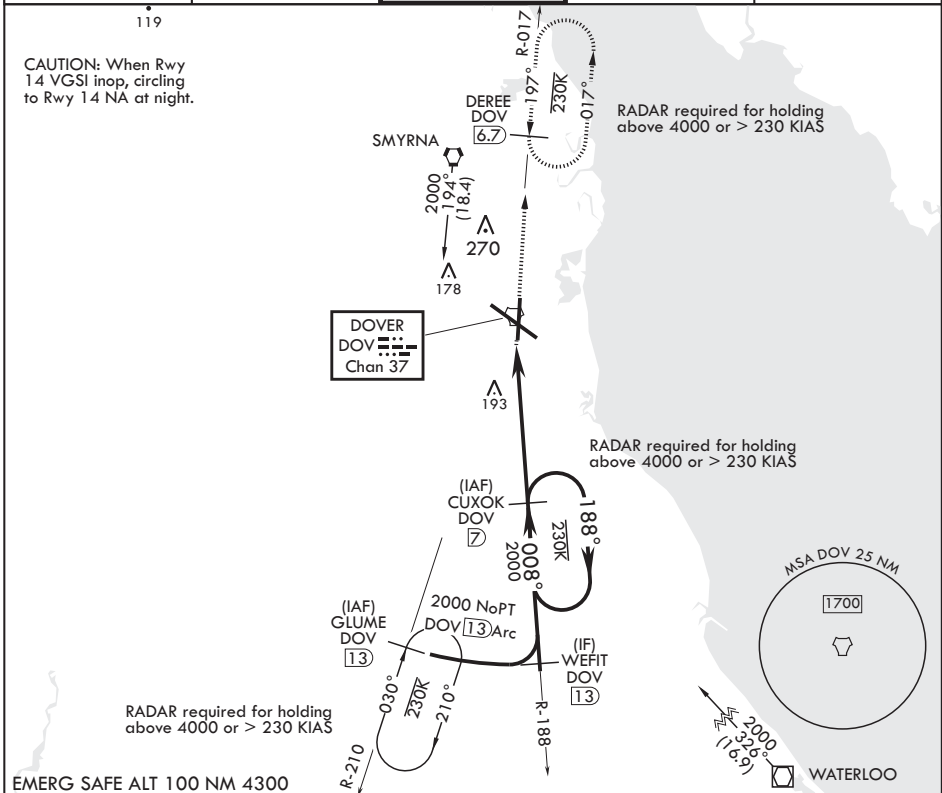 119
CAUTION: When Rwy
14 VGSI inop, circling
to Rwy 14 NA at night.
R-017
197°
230K
017°
DEREE
DOV
6.7
RADAR required for holding
above 4000 or > 230 KIAS
SMYRNA
2000
194°
(18.4)
270
178
DOVER
DOV
Chan 37
193
RADAR required for holding
above 4000 or > 230 KIAS
(IAF)
CUXOK
DOV
7
188°
230K
008°
2000
MSA DOV 25 NM
1700
(IAF)
GLUME
DOV
13
2000 NoPT
DOV 13 Arc
(IF)
WEFIT
DOV
13
030°
230K
210°
R-188
RADAR required for holding
above 4000 or > 230 KIAS
R-210
2000
326°
(16.9)
WATERLOO
EMERG SAFE ALT 100 NM 4300